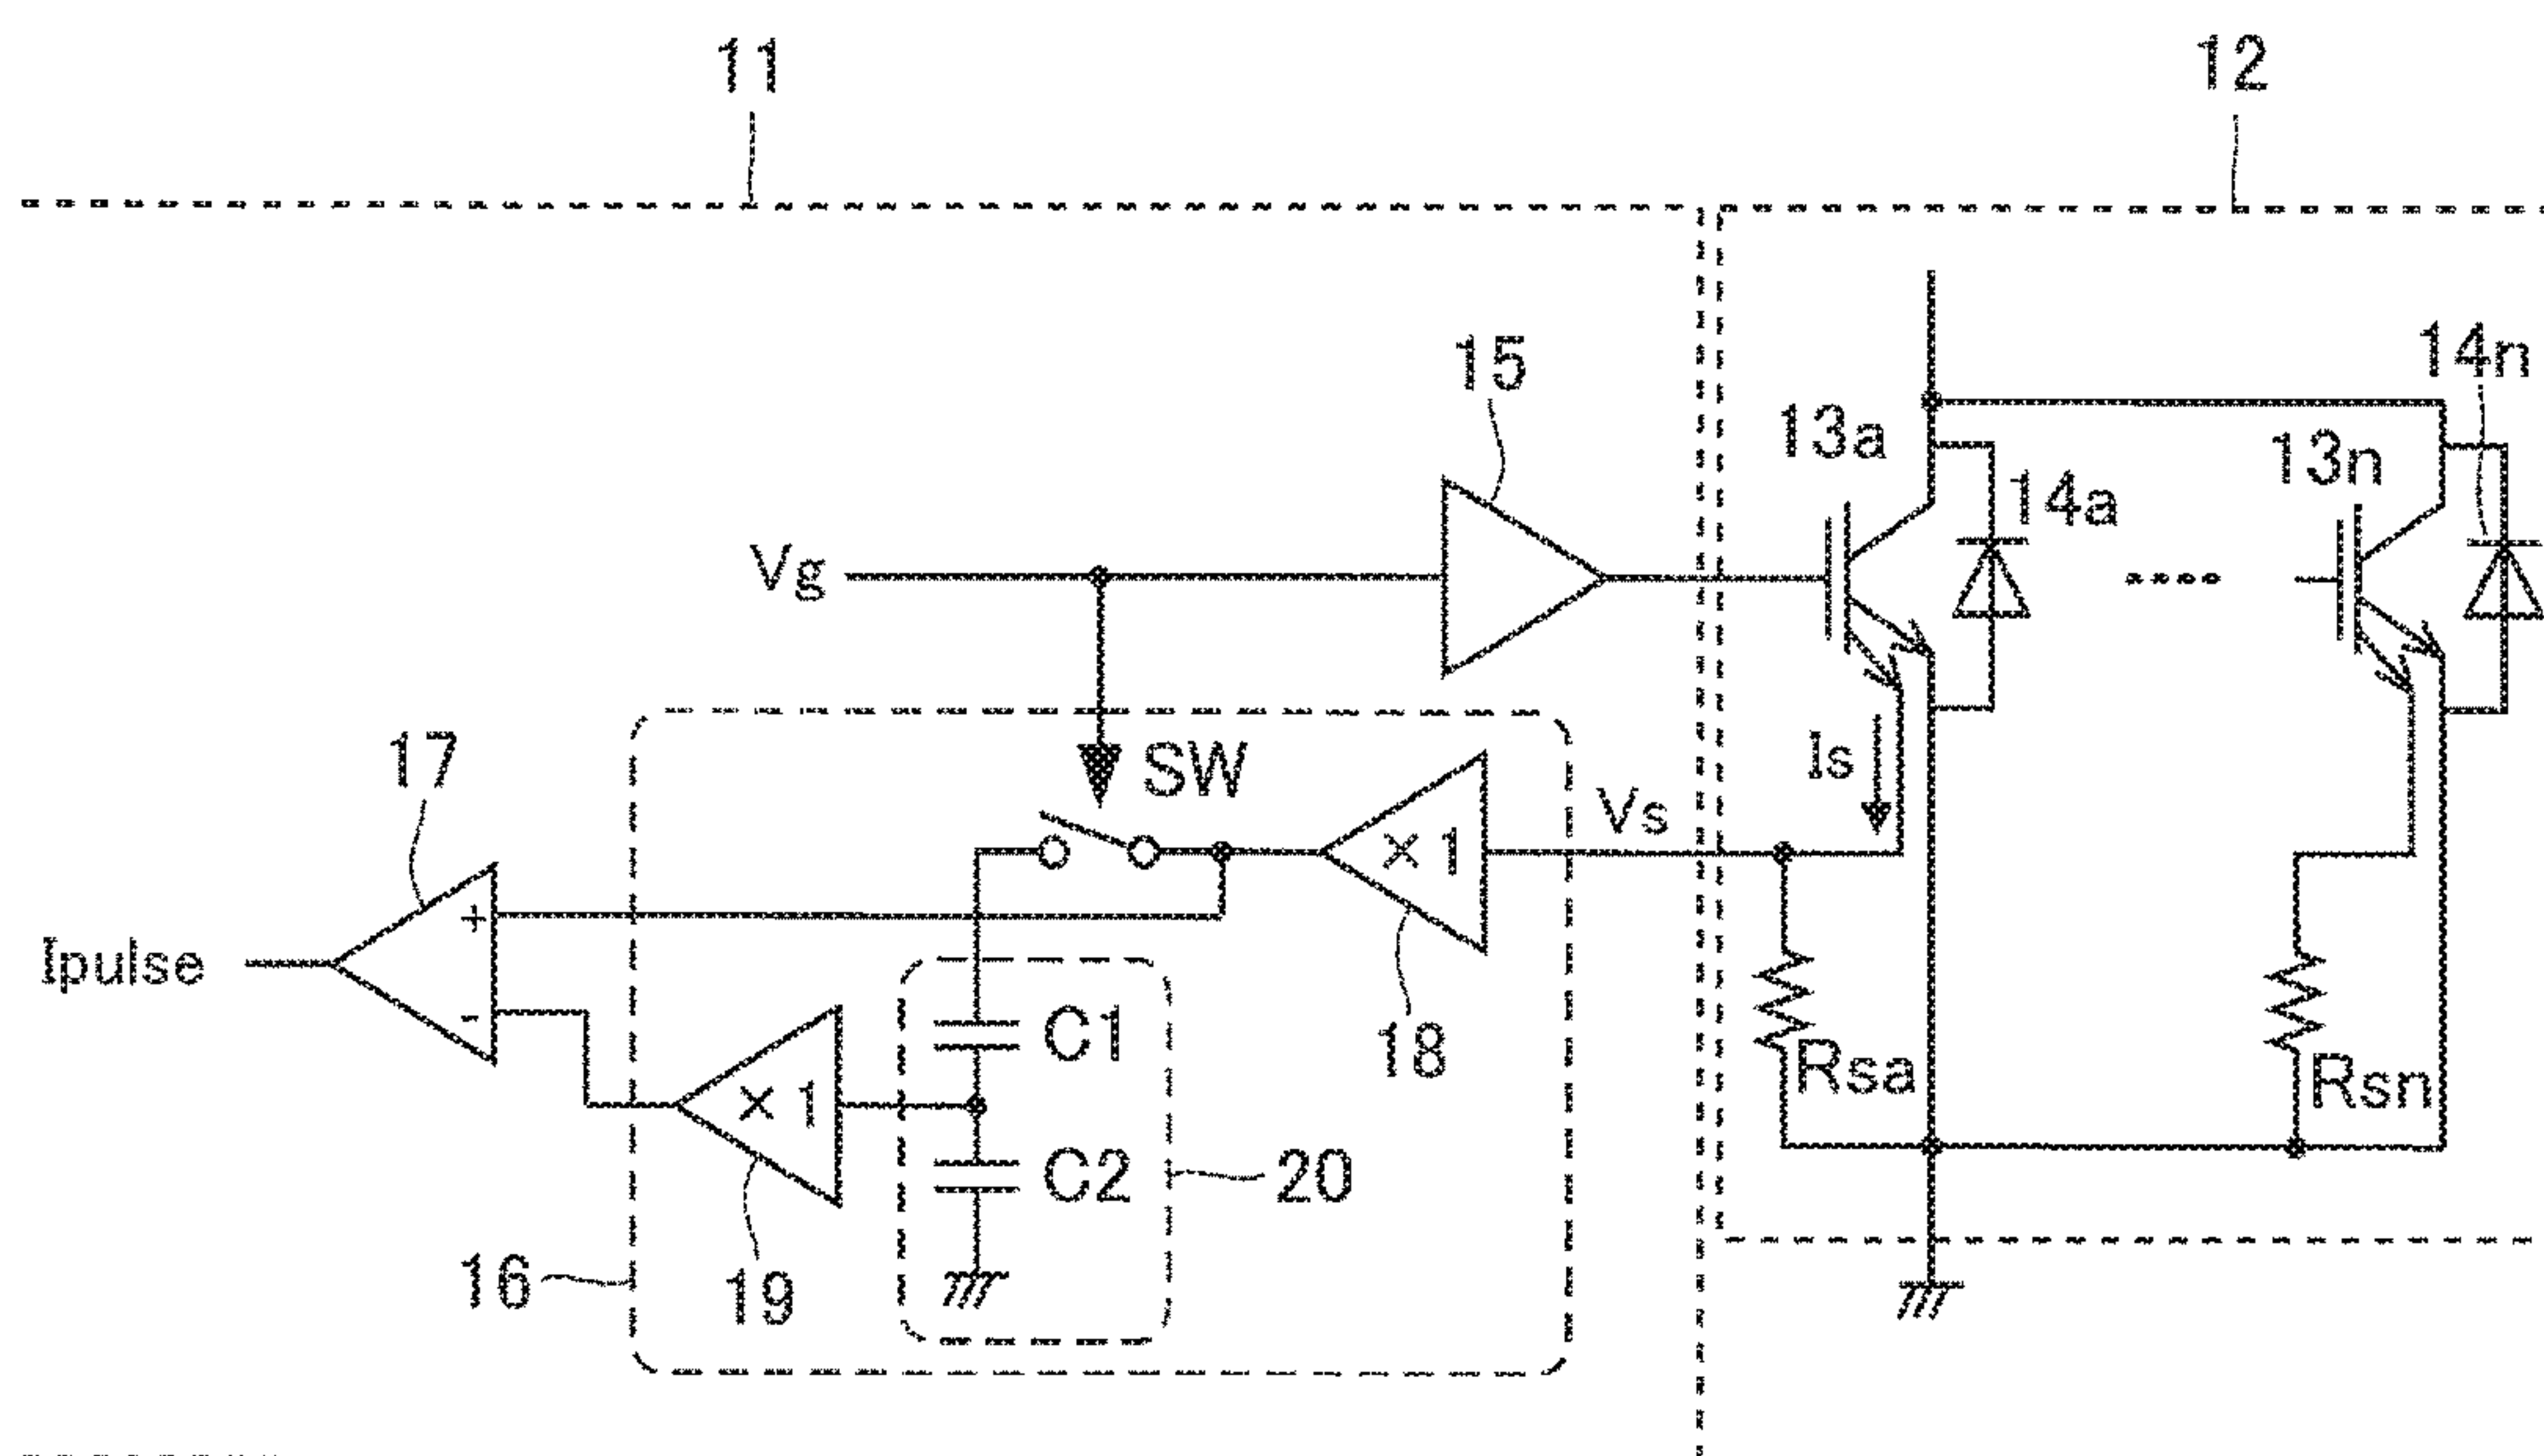 11
12
15
14n
13a
13n
14a
Vg
17
SW
Is
Vs
× 1
+
Ipulse
-
C1
18
Rsa
Rsn
× 1
C2
20
16
19